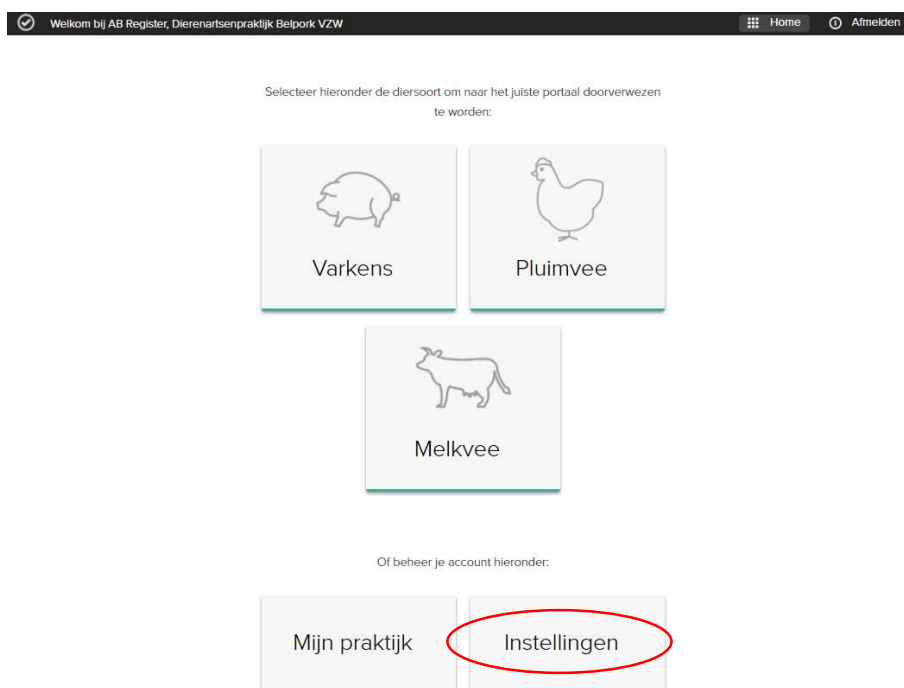 Welkom bij AB Register, Dierenartsenpraktijk Belpork VZW
Home
Afmelden
Selecteer hieronder de diersoort om naar het juiste portaal doorverwezen
te worden:
Varkens
Pluimvee
Melkvee
Of beheer je account hieronder:
Mijn praktijk
Instellingen